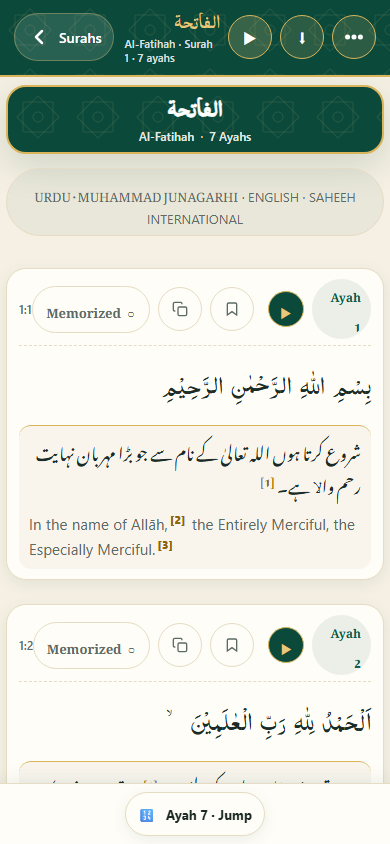 Surahs
الفاتحة
Al-Fatihah · Surah
1 · 7 ayahs
الفاتحة
Al-Fatihah · 7 Ayahs
URDU · MUHAMMAD JUNAGARHI · ENGLISH · SAHEEH
INTERNATIONAL
1:1
Memorized ○
Ayah
1
بِسْمِ اللّٰهِ الرَّحْمٰنِ الرَّحِیْمِ
شروع کرتا ہوں اللہ تعالیٰ کے نام سے جو بڑا مہربان نہایت
رحم والا ہے۔ [1]
In the name of Allāh,[2] the Entirely Merciful, the
Especially Merciful.[3]
1:2
Memorized ○
Ayah
2
اَلْحَمْدُ لِلّٰهِ رَبِّ الْعٰلَمِیْنَ ۙ
Ayah 7 · Jump